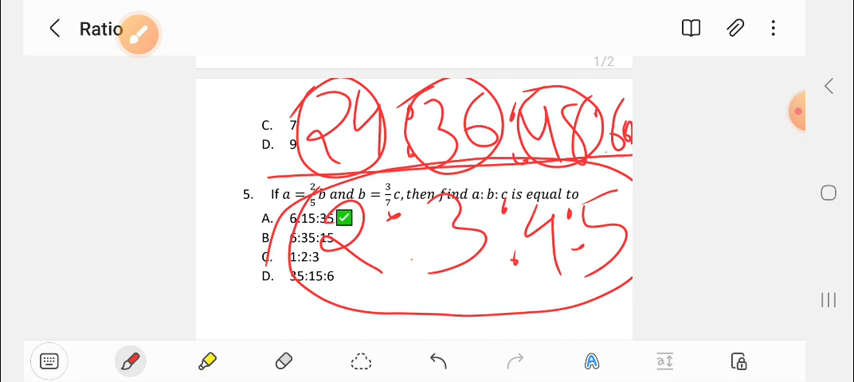 Ratio
1/2
C. 7
D. 9
24 : 36 : 48 : 60
5. If a = 2/5 b and b = 3/7 c, then find a: b: c is equal to
A. 6:15:35 ✅
B. 6:35:15
C. 1:2:3
D. 35:15:6
2 : 3 : 4 : 5